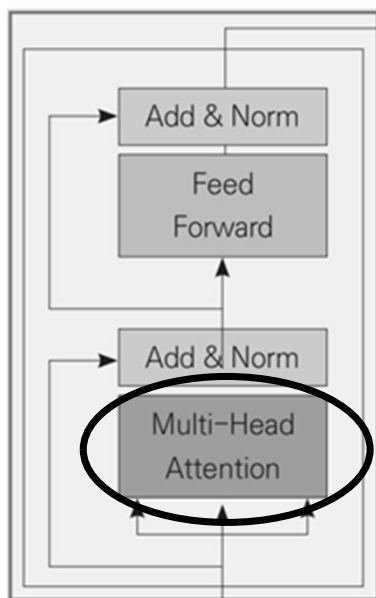 Add & Norm
Feed
Forward
Add & Norm
Multi-Head
Attention